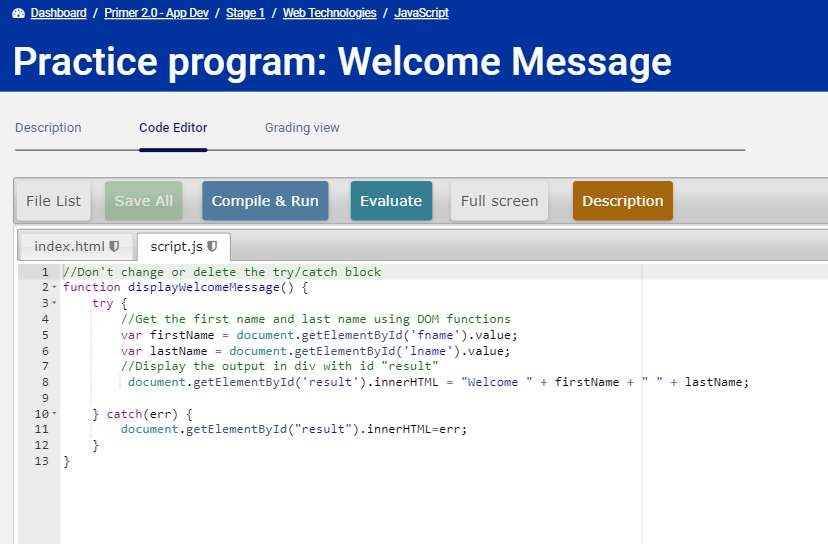 Dashboard / Primer 2.0 - App Dev / Stage 1 / Web Technologies / JavaScript
Practice program: Welcome Message
Description Code Editor Grading view
File List Save All Compile & Run Evaluate Full screen Description
index.html script.js
1 //Don't change or delete the try/catch block
2 function displayWelcomeMessage() {
3     try {
4         //Get the first name and last name using DOM functions
5         var firstName = document.getElementById('fname').value;
6         var lastName = document.getElementById('lname').value;
7         //Display the output in div with id "result"
8          document.getElementById('result').innerHTML = "Welcome " + firstName + " " + lastName;
9
10     } catch(err) {
11         document.getElementById("result").innerHTML=err;
12     }
13 }